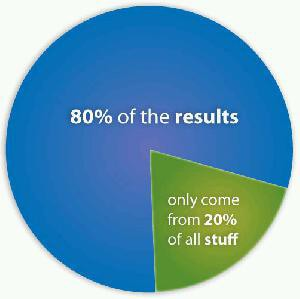 80% of the results
only come
from 20%
of all stuff